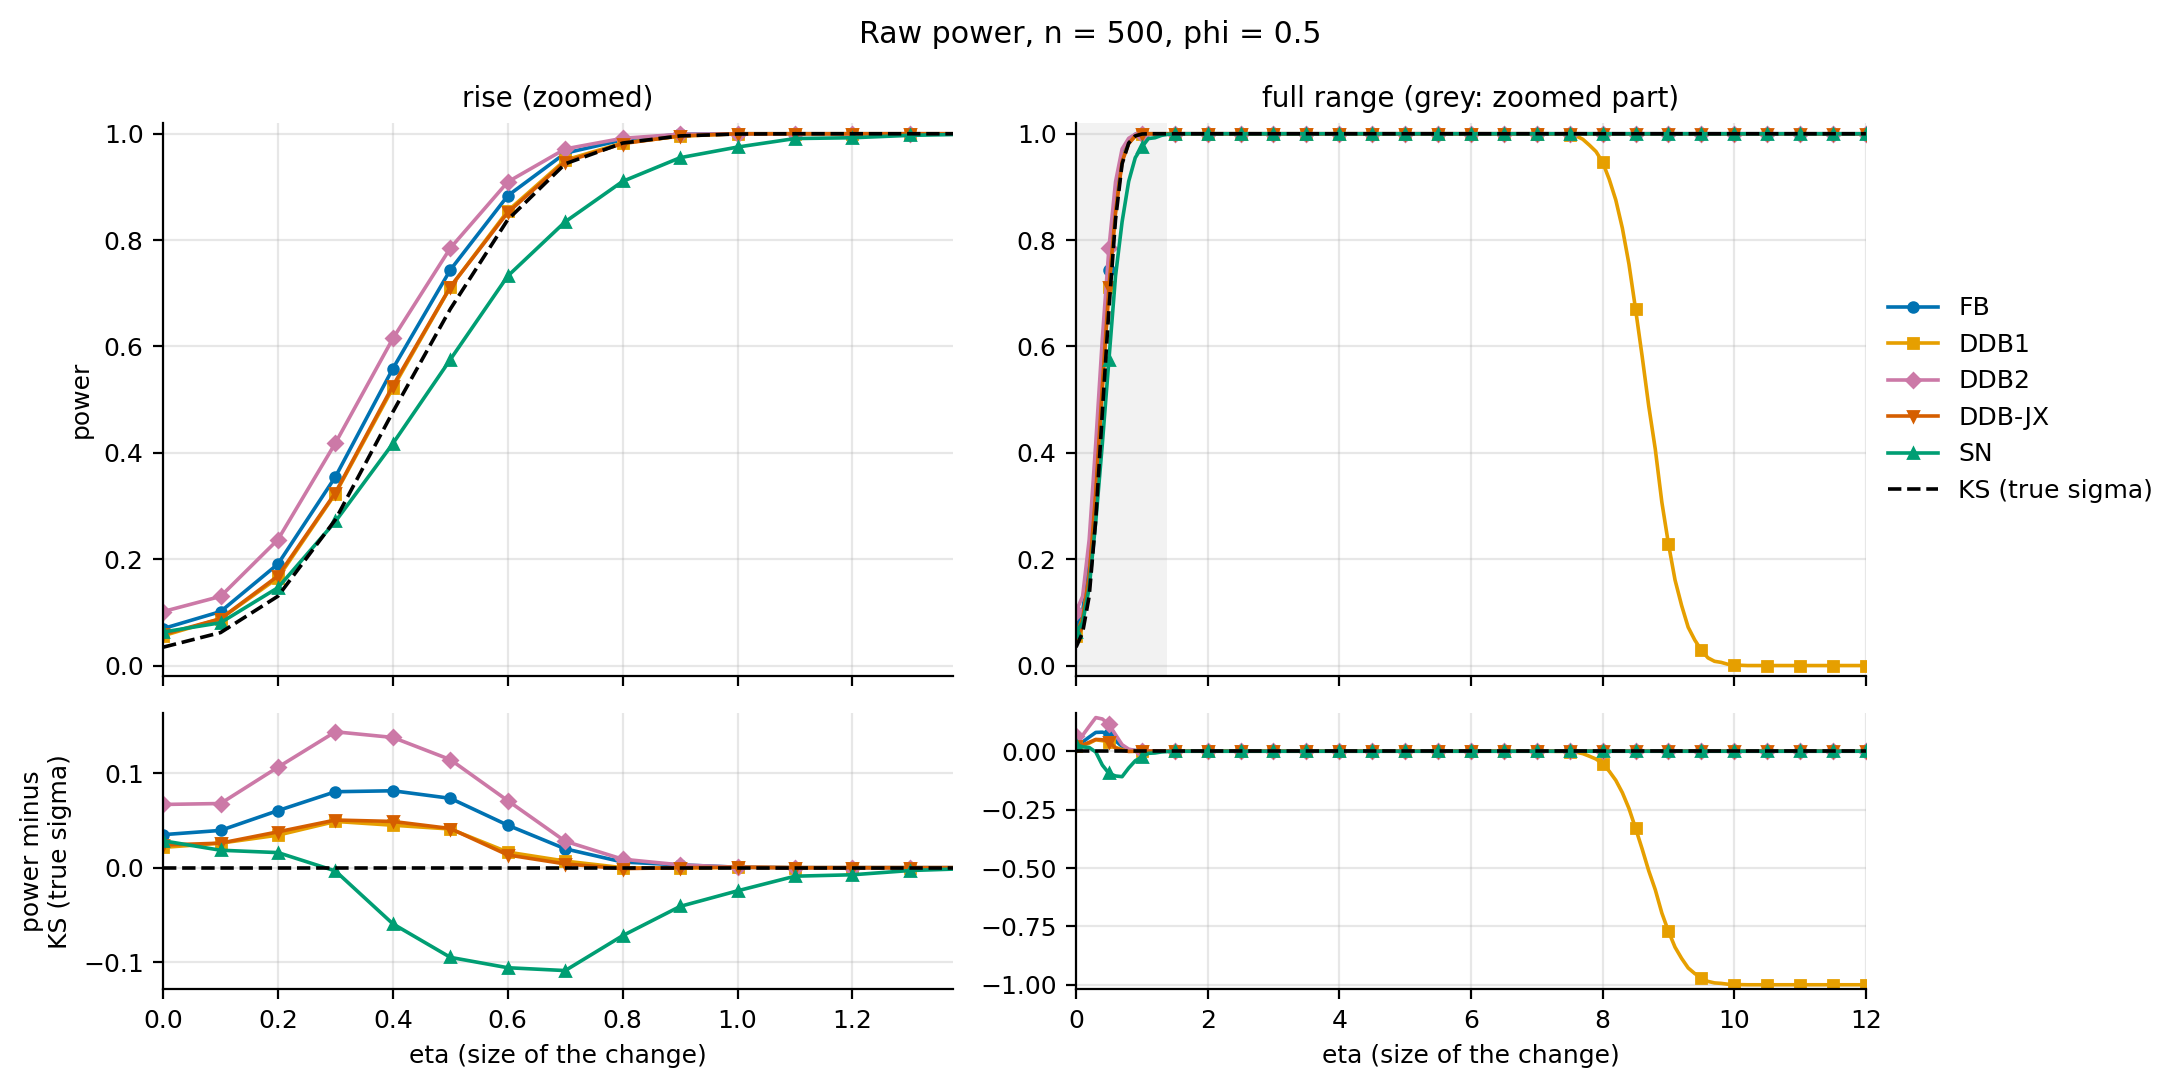 Raw power, n = 500, phi = 0.5
rise (zoomed)
1.0
0.8
0.6
0.4
0.2
0.0
power
full range (grey: zoomed part)
1.0
0.8
0.6
0.4
0.2
0.0
FB
DDB1
DDB2
DDB-JX
SN
KS (true sigma)
0.1
0.0
−0.1
power minus
KS (true sigma)
0.0 0.2 0.4 0.6 0.8 1.0 1.2
eta (size of the change)
0.00
−0.25
−0.50
−0.75
−1.00
0 2 4 6 8 10 12
eta (size of the change)